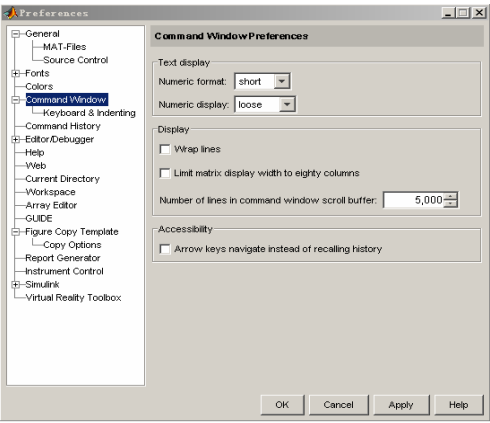 Preferences
General
MAT-Files
Source Control
Fonts
Colors
Command Window
Keyboard & Indenting
Command History
Editor/Debugger
Help
Web
Current Directory
Workspace
Array Editor
GUIDE
Figure Copy Template
Copy Options
Report Generator
Instrument Control
Simulink
Virtual Reality Toolbox
Command Window Preferences
Text display
Numeric format: short
Numeric display: loose
Display
Wrap lines
Limit matrix display width to eighty columns
Number of lines in command window scroll buffer: 5,000
Accessibility
Arrow keys navigate instead of recalling history
OK Cancel Apply Help